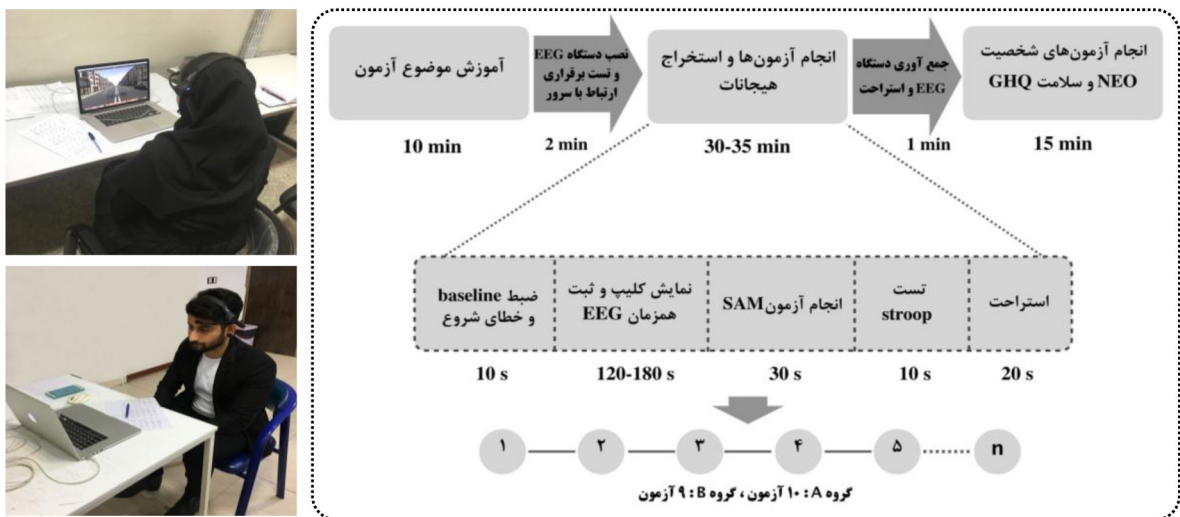 آموزش موضوع آزمون
10 min
نصب دستگاه EEG
و تست برقراری
ارتباط با سرور
2 min
انجام آزمون‌ها و استخراج
هیجانات
30-35 min
جمع آوری دستگاه
EEG و استراحت
1 min
انجام آزمون‌های شخصیت
NEO و سلامت GHQ
15 min
ضبط baseline
و خطای شروع
10 s
نمایش کلیپ و ثبت
همزمان EEG
120-180 s
انجام آزمون SAM
30 s
تست
stroop
10 s
استراحت
20 s
۱
۲
۳
۴
۵
n
گروه A : ۱۰ آزمون ، گروه B : ۹ آزمون